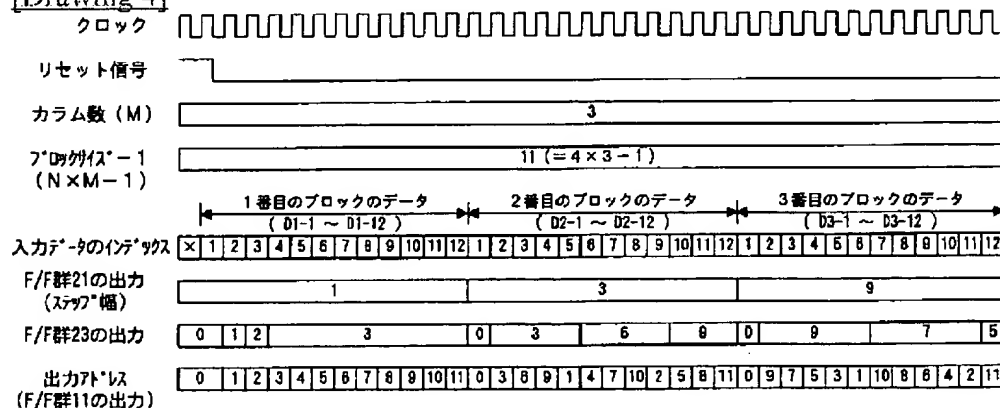 [Drawing 4]
クロック
リセット信号
カラム数（M）
3
ブロックサイズ－1
（N×M－1）
11 (=4×3-1)
1番目のブロックのデータ 2番目のブロックのデータ 3番目のブロックのデータ
( D1-1 ～ D1-12 ) ( D2-1 ～ D2-12 ) ( D3-1 ～ D3-12 )
入力データのインデックス × 1 2 3 4 5 6 7 8 9 10 11 12 1 2 3 4 5 6 7 8 9 10 11 12 1 2 3 4 5 6 7 8 9 10 11 12
F/F群21の出力
（ステップ幅）
1 3 9
F/F群23の出力 0 1 2 3 0 3 6 9 0 9 7 5
出力アドレス
（F/F群11の出力）
0 1 2 3 4 5 6 7 8 9 10 11 0 3 6 9 1 4 7 10 2 5 8 11 0 9 7 5 3 1 10 8 6 4 2 11